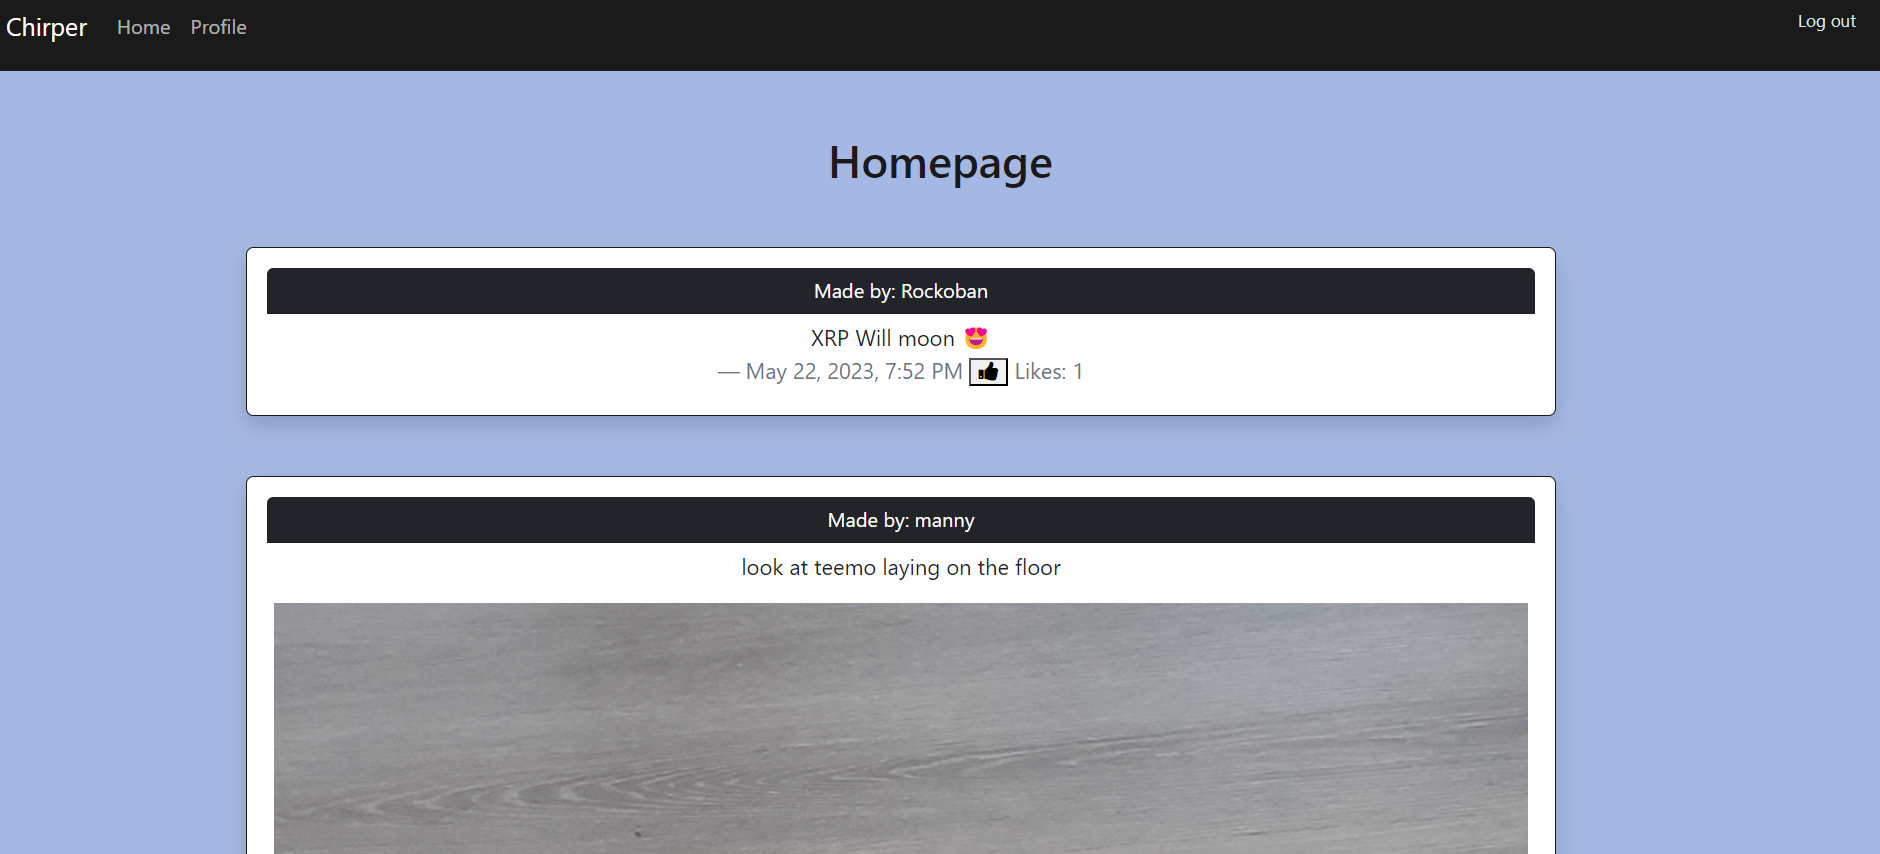 Chirper Home Profile Log out
Homepage
Made by: Rockoban
XRP Will moon 😍
— May 22, 2023, 7:52 PM Likes: 1
Made by: manny
look at teemo laying on the floor